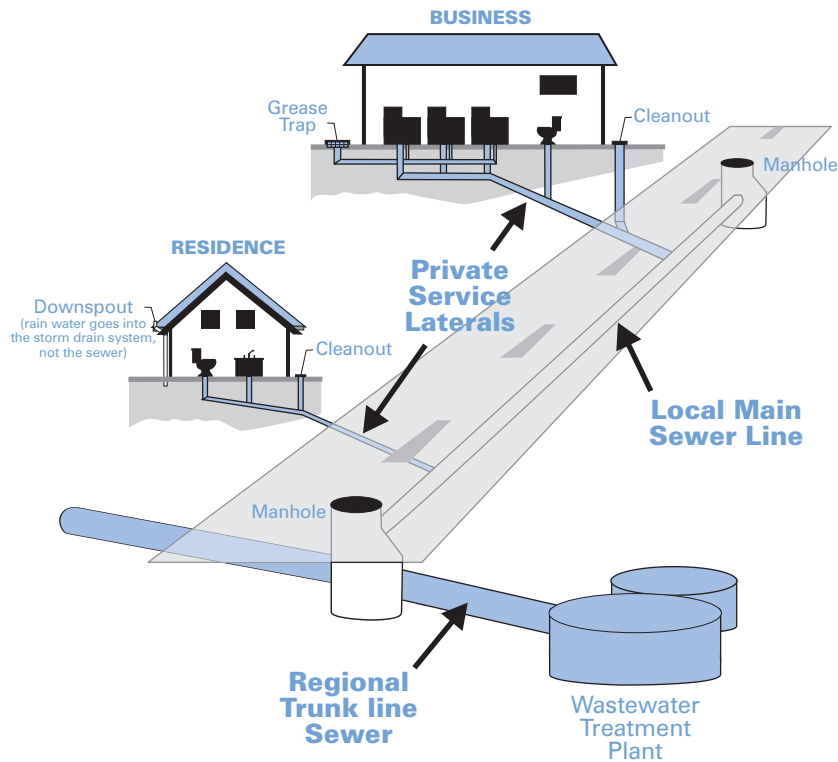 BUSINESS
Grease
Trap
Cleanout
Manhole
RESIDENCE
Private
Service
Laterals
Downspout
(rain water goes into
the storm drain system,
not the sewer)
Cleanout
Local Main
Sewer Line
Manhole
Regional
Trunk line
Sewer
Wastewater
Treatment
Plant